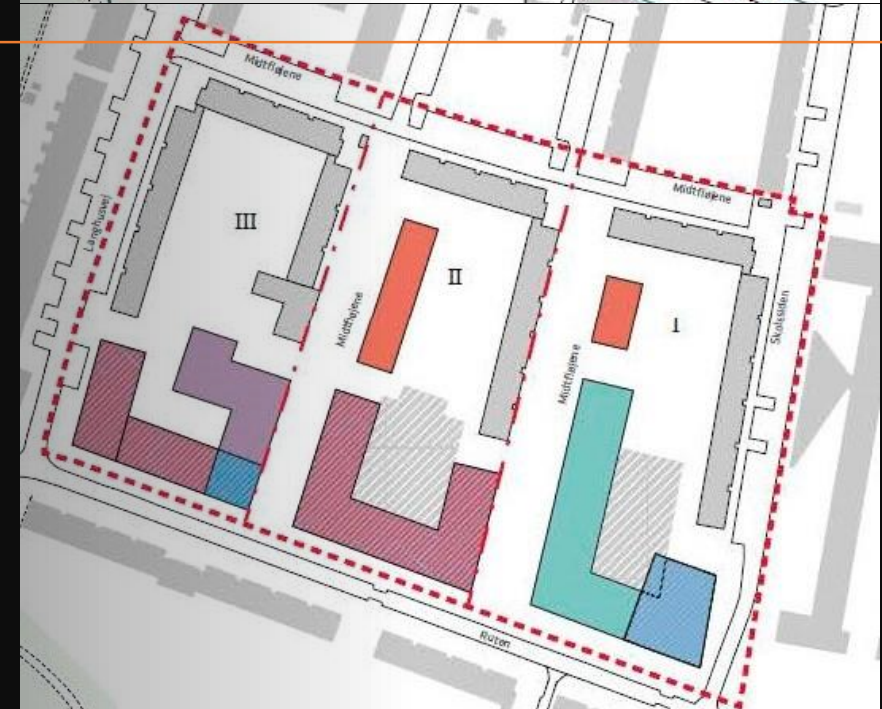 Midtfløjene
Midtfløjene
Langhusvej
III
II
I
Skolesiden
Midtfløjene
Midtfløjene
Ruten